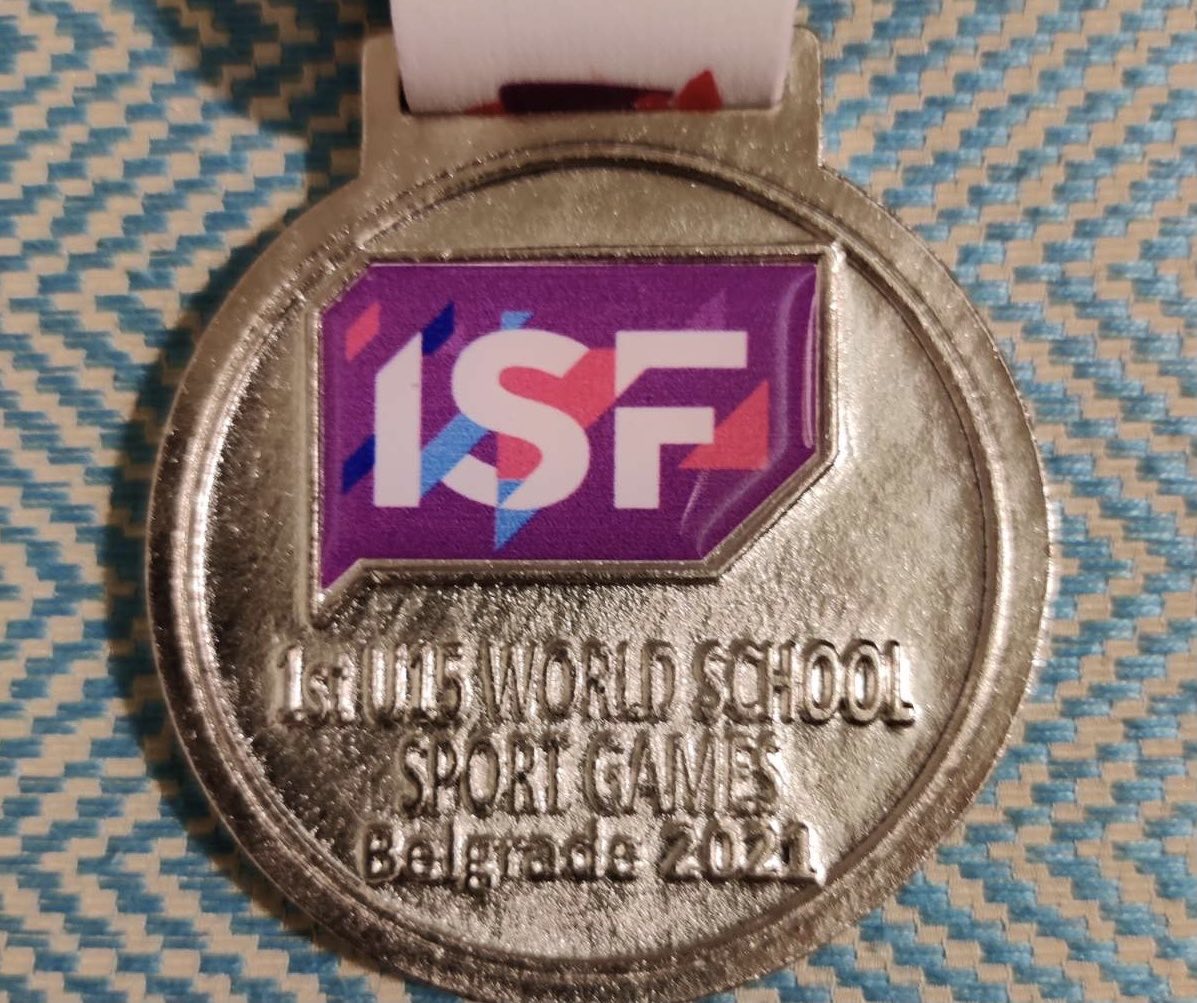 ISF
1st U15 WORLD SCHOOL
SPORT GAMES
Belgrade 2021